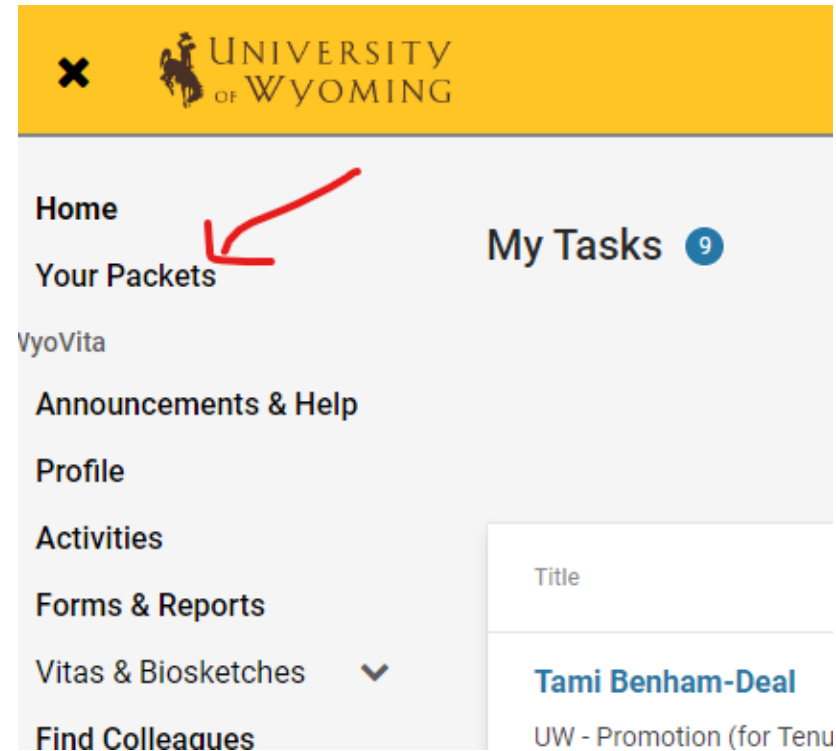 UNIVERSITY
OF WYOMING
Home
Your Packets
My Tasks 9
WyoVita
Announcements & Help
Profile
Activities
Forms & Reports
Vitas & Biosketches
Find Colleagues
Title
Tami Benham-Deal
UW - Promotion (for Tenu